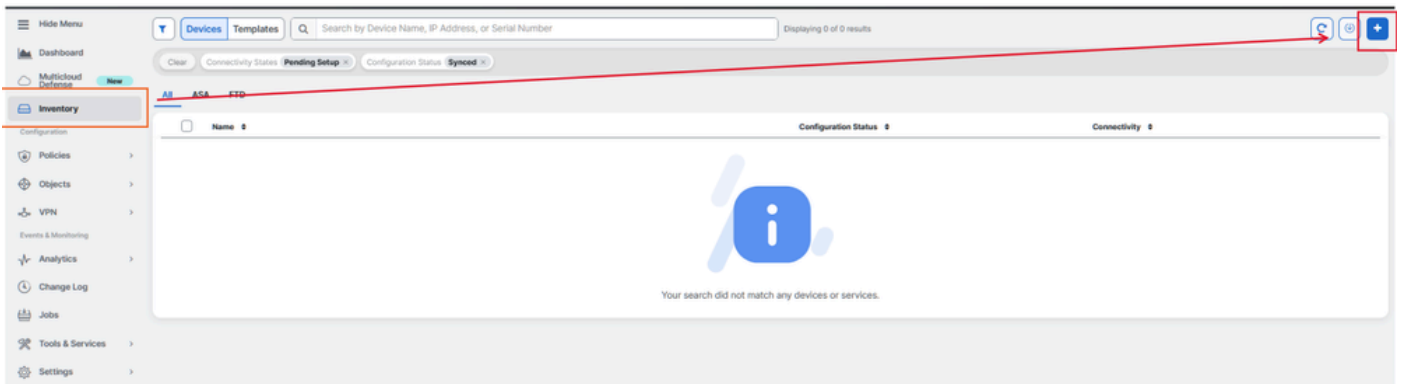 Hide Menu
Devices Templates Search by Device Name, IP Address, or Serial Number Displaying 0 of 0 results
Dashboard
Clear Connectivity States Pending Setup × Configuration Status Synced ×
Multicloud Defense New
All ASA FTD
Inventory
Name Configuration Status Connectivity
Configuration
Policies
Objects
VPN
Events & Monitoring
Analytics
Change Log
Your search did not match any devices or services.
Jobs
Tools & Services
Settings